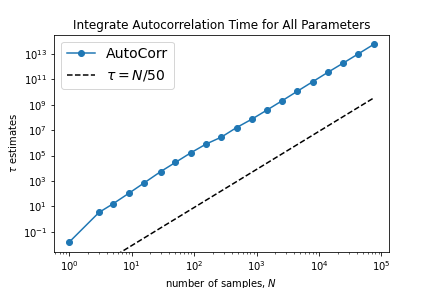 Integrate Autocorrelation Time for All Parameters
AutoCorr
τ = N/50
τ estimates
10^13
10^11
10^9
10^7
10^5
10^3
10^1
10^-1
10^0 10^1 10^2 10^3 10^4 10^5
number of samples, N